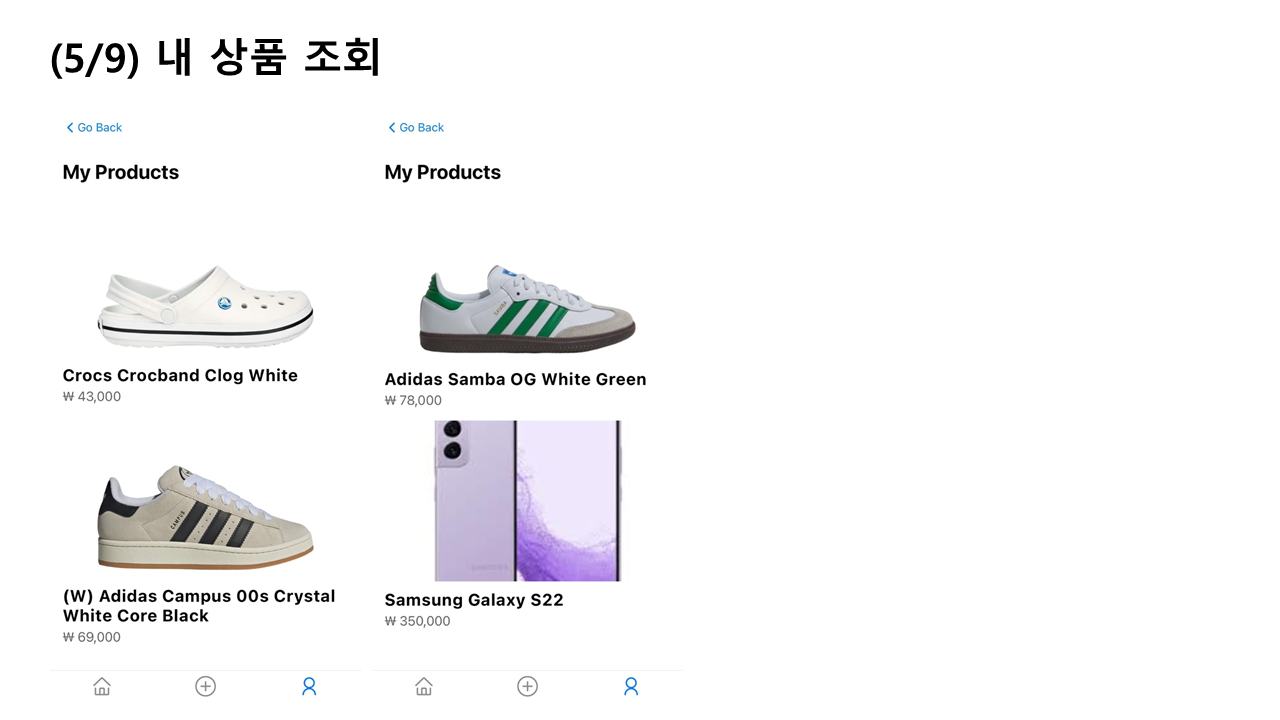 (5/9) 내 상품 조회
Go Back
My Products
Crocs Crocband Clog White
₩ 43,000
(W) Adidas Campus 00s Crystal
White Core Black
₩ 69,000
Go Back
My Products
Adidas Samba OG White Green
₩ 78,000
Samsung Galaxy S22
₩ 350,000